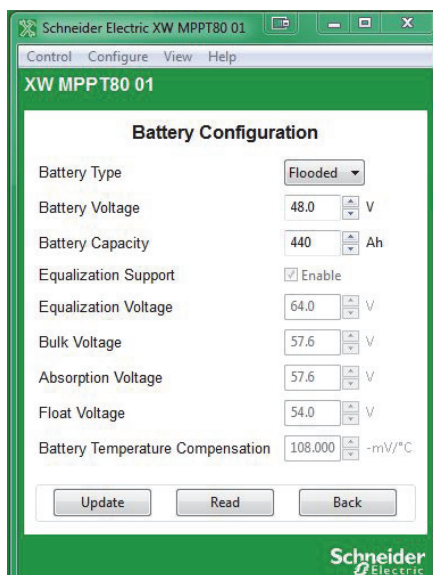 Schneider Electric XW MPPT80 01
Control Configure View Help
XW MPPT80 01
Battery Configuration
Battery Type Flooded
Battery Voltage 48.0 V
Battery Capacity 440 Ah
Equalization Support Enable
Equalization Voltage 64.0 V
Bulk Voltage 57.6 V
Absorption Voltage 57.6 V
Float Voltage 54.0 V
Battery Temperature Compensation 108.000 -mV/°C
Update Read Back
Schneider
Electric